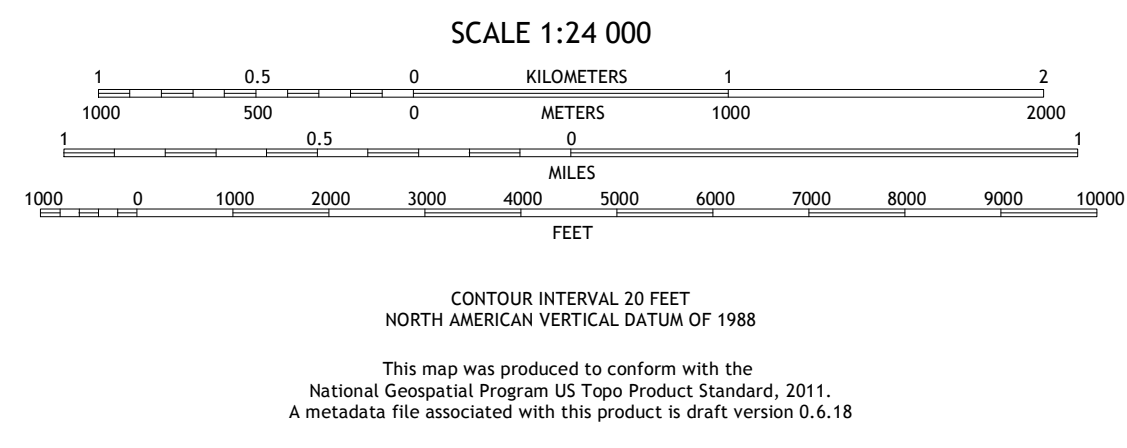 SCALE 1:24 000
1 0.5 0 KILOMETERS 1 2
1000 500 0 METERS 1000 2000
1 0.5 0 1
MILES
1000 0 1000 2000 3000 4000 5000 6000 7000 8000 9000 10000
FEET
CONTOUR INTERVAL 20 FEET
NORTH AMERICAN VERTICAL DATUM OF 1988
This map was produced to conform with the
National Geospatial Program US Topo Product Standard, 2011.
A metadata file associated with this product is draft version 0.6.18